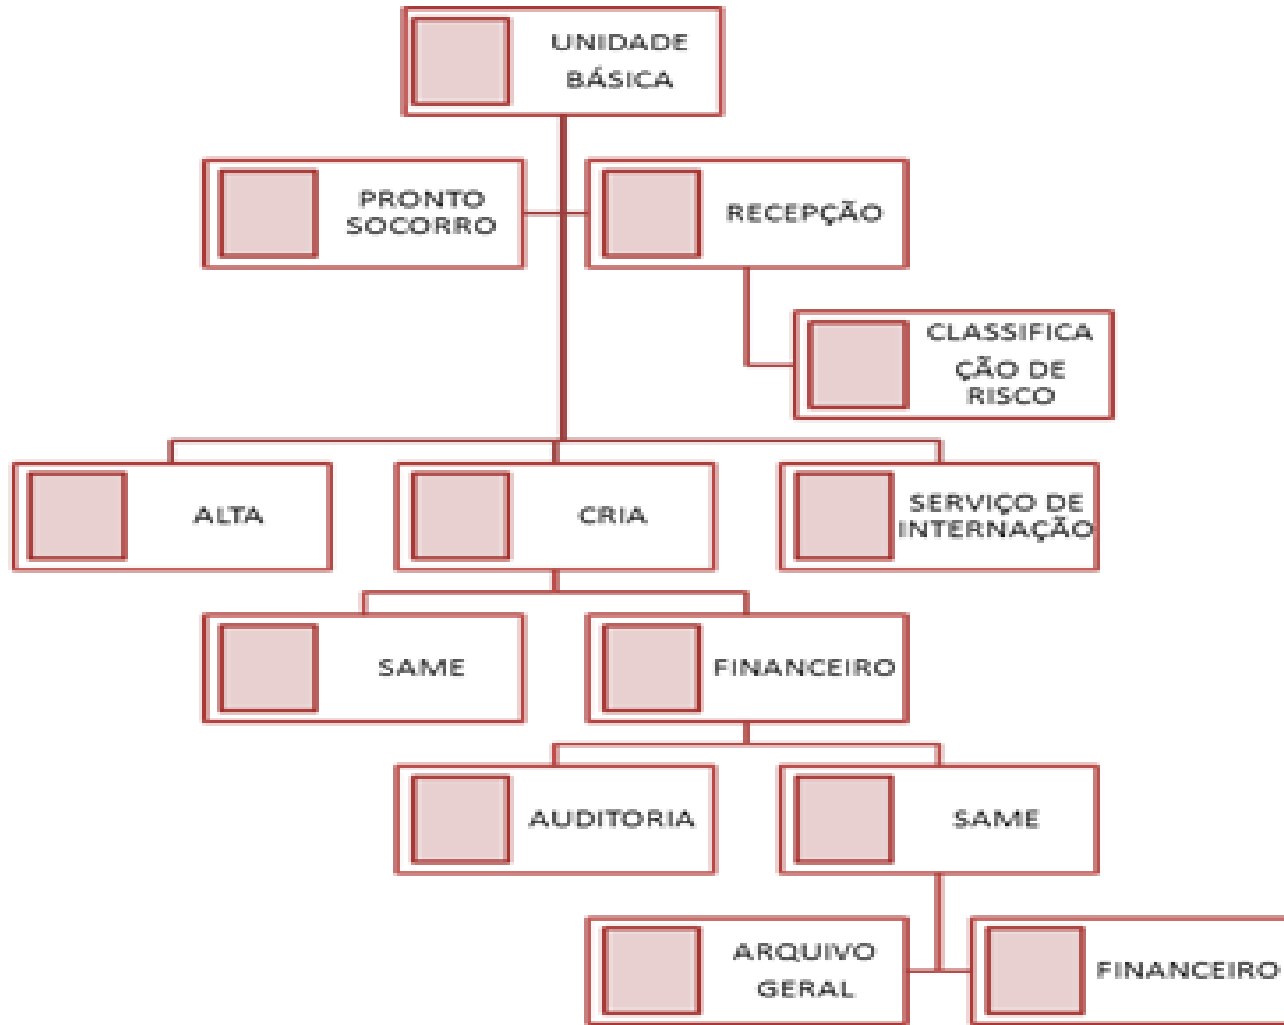 UNIDADE
BÁSICA
PRONTO
SOCORRO
RECEPÇÃO
CLASSIFICA
ÇÃO DE
RISCO
ALTA
CRIA
SERVIÇO DE
INTERNAÇÃO
SAME
FINANCEIRO
AUDITORIA
SAME
ARQUIVO
GERAL
FINANCEIRO